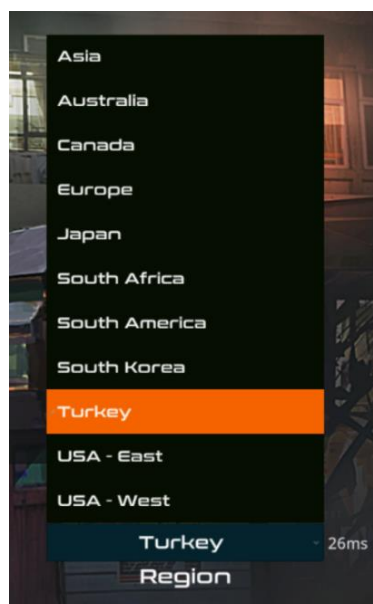 Asia
Australia
Canada
Europe
Japan
South Africa
South America
South Korea
Turkey
USA - East
USA - West
Turkey 26ms
Region